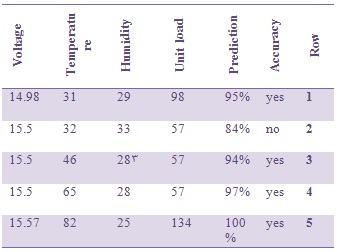 Voltage Temperatu re Humidity Unit load Prediction Accuracy Row
14.98 31 29 98 95% yes 1
15.5 32 33 57 84% no 2
15.5 46 28۳ 57 94% yes 3
15.5 65 28 57 97% yes 4
15.57 82 25 134 100 % yes 5